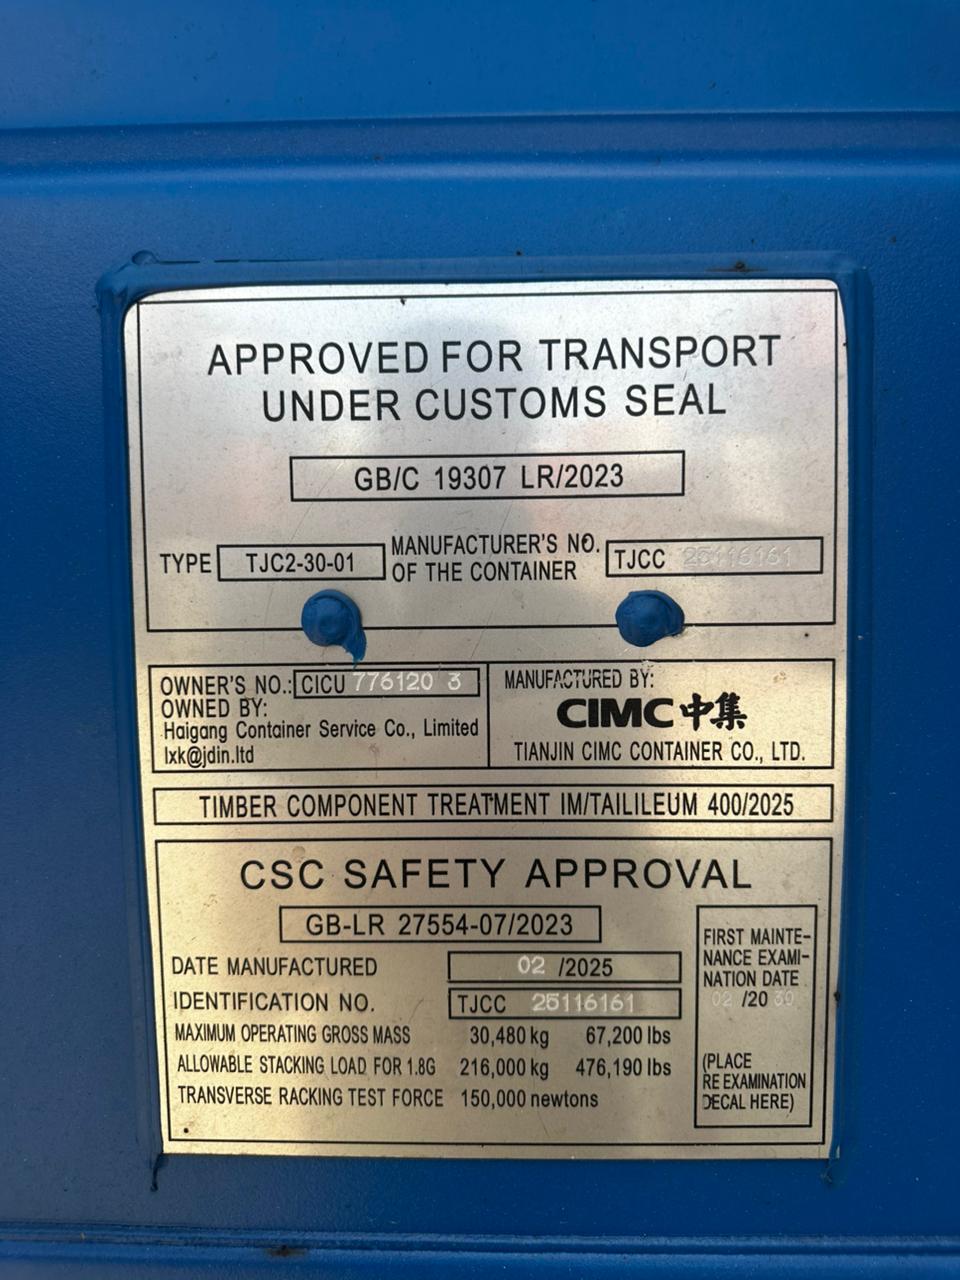 APPROVED FOR TRANSPORT
UNDER CUSTOMS SEAL
GB/C 19307 LR/2023
TYPE TJC2-30-01
MANUFACTURER'S NO.
OF THE CONTAINER
TJCC 25116161
OWNER'S NO.: CICU 776120 3
OWNED BY:
Haigang Container Service Co., Limited
lxk@jdin.ltd
MANUFACTURED BY:
CIMC 中集
TIANJIN CIMC CONTAINER CO., LTD.
TIMBER COMPONENT TREATMENT IM/TAILILEUM 400/2025
CSC SAFETY APPROVAL
GB-LR 27554-07/2023
DATE MANUFACTURED 02 /2025
IDENTIFICATION NO. TJCC 25116161
MAXIMUM OPERATING GROSS MASS 30,480 kg 67,200 lbs
ALLOWABLE STACKING LOAD FOR 1.8G 216,000 kg 476,190 lbs
TRANSVERSE RACKING TEST FORCE 150,000 newtons
FIRST MAINTE-
NANCE EXAMI-
NATION DATE
02 /20 30
(PLACE
RE EXAMINATION
DECAL HERE)